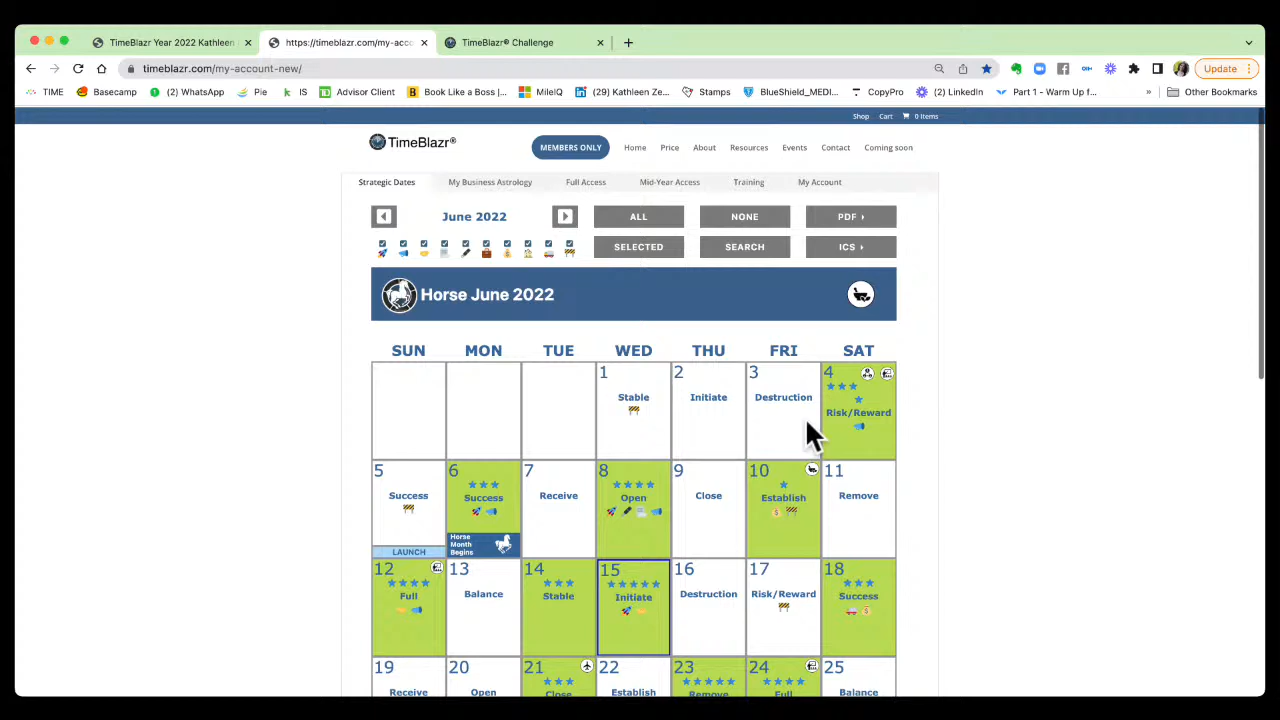 TimeBlazr Year 2022 Kathleen
https://timeblazr.com/my-acco
TimeBlazr® Challenge
timeblazr.com/my-account-new/
Update
TIME
Basecamp
(2) WhatsApp
Pie
IS
Advisor Client
Book Like a Boss |...
MileIQ
(29) Kathleen Ze...
Stamps
BlueShield_MEDI...
CopyPro
(2) LinkedIn
Part 1 - Warm Up f...
»
Other Bookmarks
Shop Cart 0 Items
TimeBlazr®
MEMBERS ONLY
Home
Price
About
Resources
Events
Contact
Coming soon
Strategic Dates
My Business Astrology
Full Access
Mid-Year Access
Training
My Account
June 2022
ALL
NONE
PDF
SELECTED
SEARCH
ICS
Horse June 2022
SUN MON TUE WED THU FRI SAT
1 2 3 4
Stable Initiate Destruction
Risk/Reward
5 6 7 8 9 10 11
Success Success Receive Open Close Establish Remove
LAUNCH
Horse
Month
Begins
12 13 14 15 16 17 18
Full Balance Stable Initiate Destruction Risk/Reward Success
19 20 21 22 23 24 25
Receive Open Close Establish Remove Full Balance